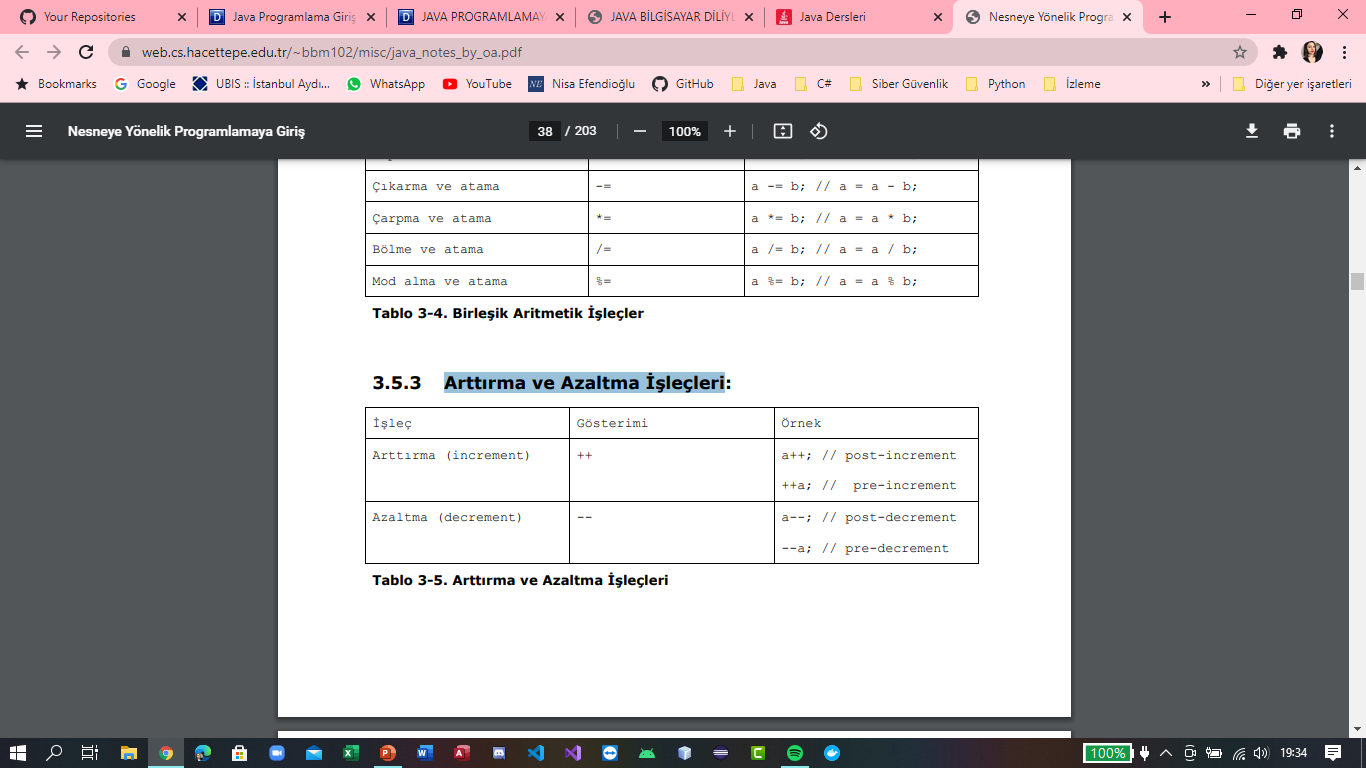 Your Repositories
Java Programlama Giriş
JAVA PROGRAMLAMAY
JAVA BİLGİSAYAR DİLİYL
Java Dersleri
Nesneye Yönelik Progra
web.cs.hacettepe.edu.tr/~bbm102/misc/java_notes_by_oa.pdf
Bookmarks Google UBIS :: İstanbul Aydı... WhatsApp YouTube NE Nisa Efendioğlu GitHub Java C# Siber Güvenlik Python İzleme » Diğer yer işaretleri
Nesneye Yönelik Programlamaya Giriş 38 / 203 100%
Çıkarma ve atama -= a -= b; // a = a - b;
Çarpma ve atama *= a *= b; // a = a * b;
Bölme ve atama /= a /= b; // a = a / b;
Mod alma ve atama %= a %= b; // a = a % b;
Tablo 3-4. Birleşik Aritmetik İşleçler
3.5.3 Arttırma ve Azaltma İşleçleri:
İşleç Gösterimi Örnek
Arttırma (increment) ++ a++; // post-increment
++a; // pre-increment
Azaltma (decrement) -- a--; // post-decrement
--a; // pre-decrement
Tablo 3-5. Arttırma ve Azaltma İşleçleri
100% 19:34